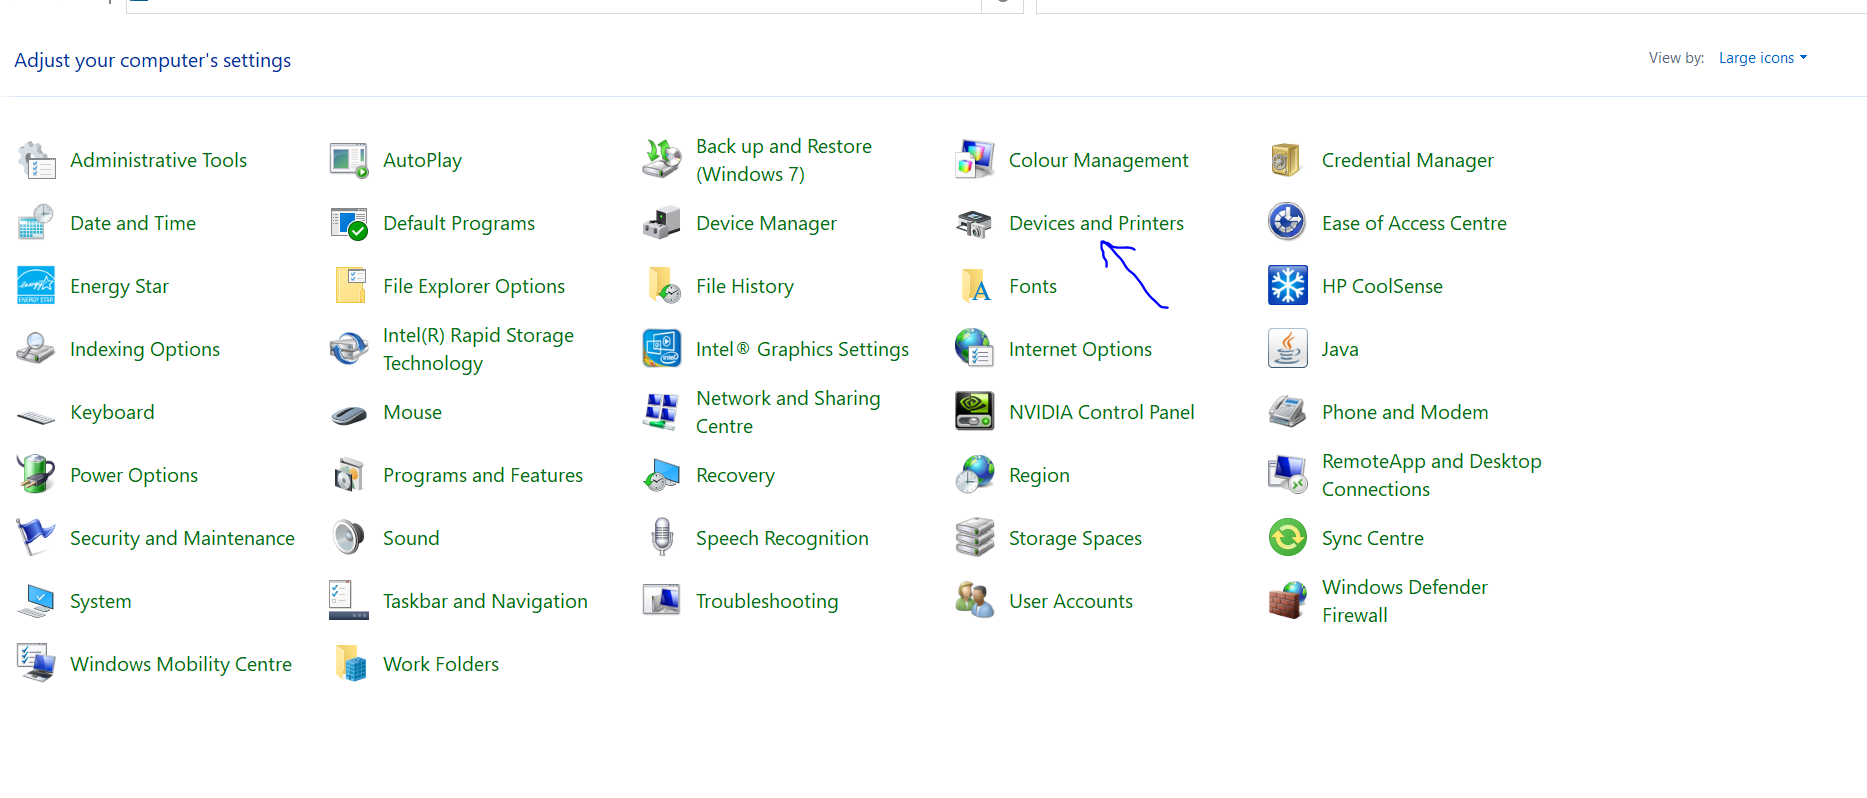 Adjust your computer's settings
View by: Large icons
Administrative Tools
AutoPlay
Back up and Restore
(Windows 7)
Colour Management
Credential Manager
Date and Time
Default Programs
Device Manager
Devices and Printers
Ease of Access Centre
Energy Star
File Explorer Options
File History
Fonts
HP CoolSense
Indexing Options
Intel(R) Rapid Storage
Technology
Intel® Graphics Settings
Internet Options
Java
Keyboard
Mouse
Network and Sharing
Centre
NVIDIA Control Panel
Phone and Modem
Power Options
Programs and Features
Recovery
Region
RemoteApp and Desktop
Connections
Security and Maintenance
Sound
Speech Recognition
Storage Spaces
Sync Centre
System
Taskbar and Navigation
Troubleshooting
User Accounts
Windows Defender
Firewall
Windows Mobility Centre
Work Folders